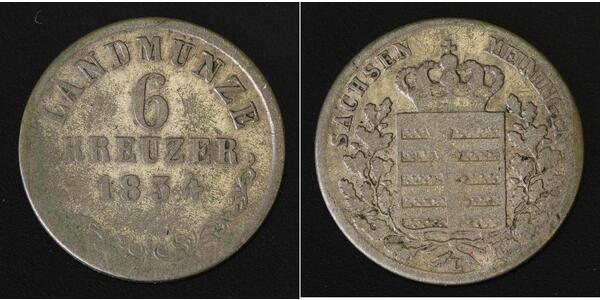 LANDMÜNZE
6
KREUZER
1834
SACHSEN MEININGEN
L